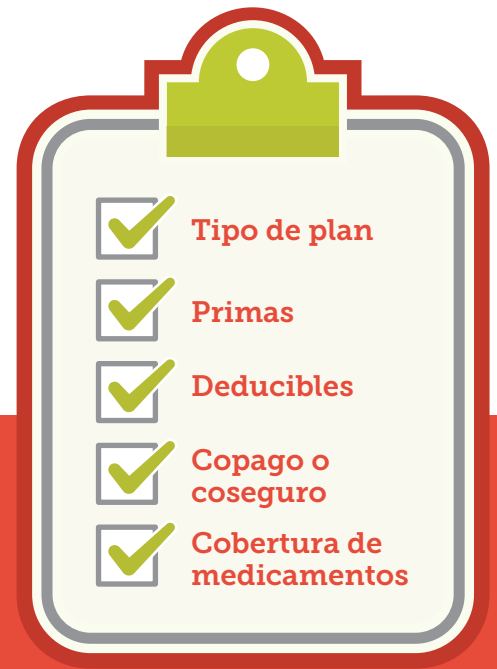 Tipo de plan
Primas
Deducibles
Copago o
coseguro
Cobertura de
medicamentos